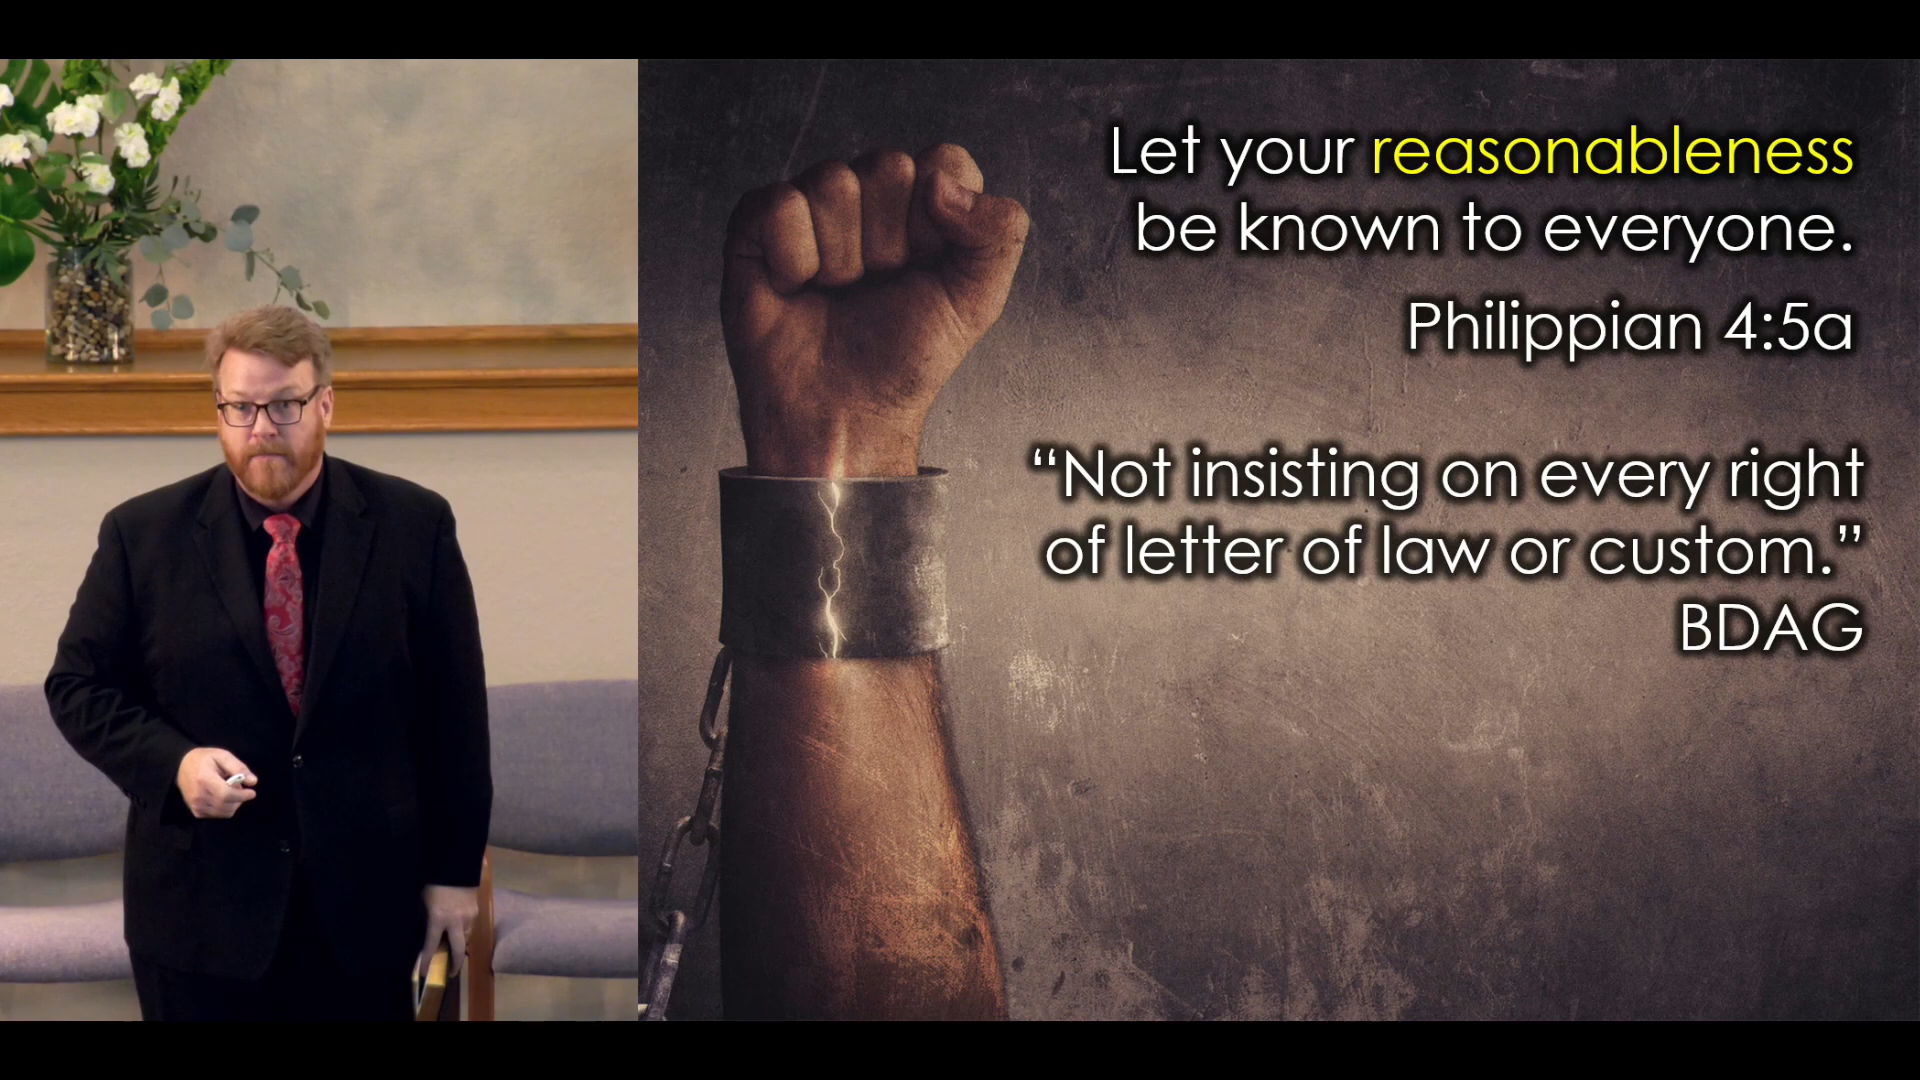 Let your reasonableness
be known to everyone.
Philippian 4:5a
“Not insisting on every right
of letter of law or custom.”
BDAG